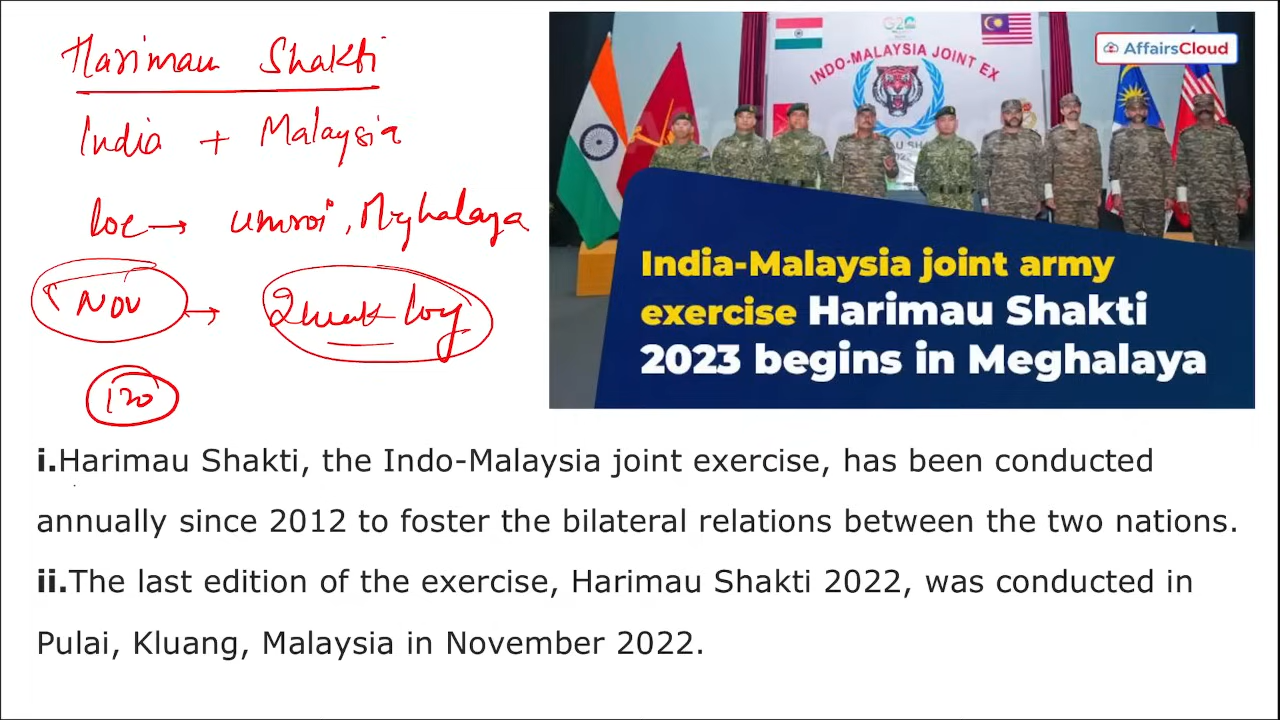 Harimau Shakti
India + Malaysia
loc → Umroi, Meghalaya
Nov →
120
G20
INDO-MALAYSIA JOINT EX
AffairsCloud
India-Malaysia joint army
exercise Harimau Shakti
2023 begins in Meghalaya
i.Harimau Shakti, the Indo-Malaysia joint exercise, has been conducted
annually since 2012 to foster the bilateral relations between the two nations.
ii.The last edition of the exercise, Harimau Shakti 2022, was conducted in
Pulai, Kluang, Malaysia in November 2022.